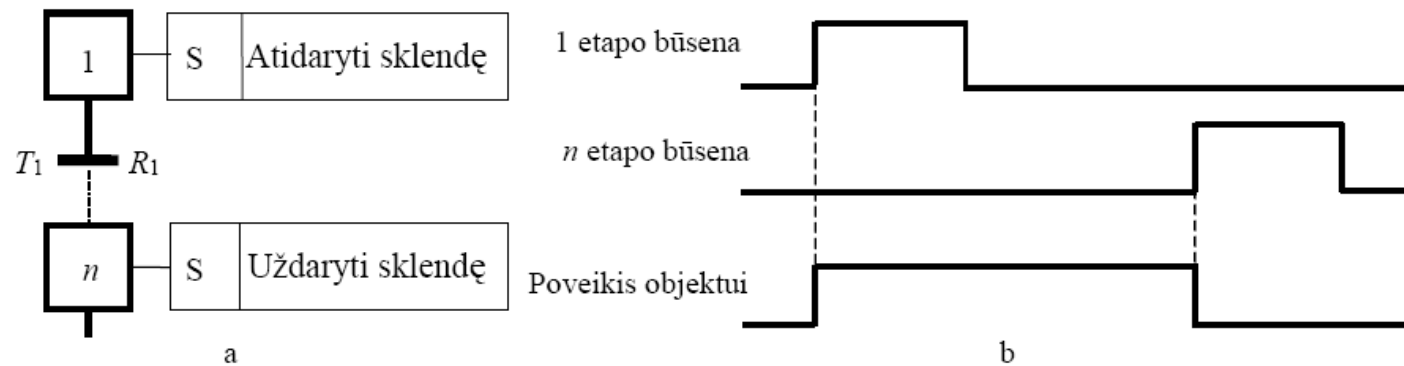 1 S Atidaryti sklendę
T1 R1
n S Uždaryti sklendę
a
1 etapo būsena
n etapo būsena
Poveikis objektui
b